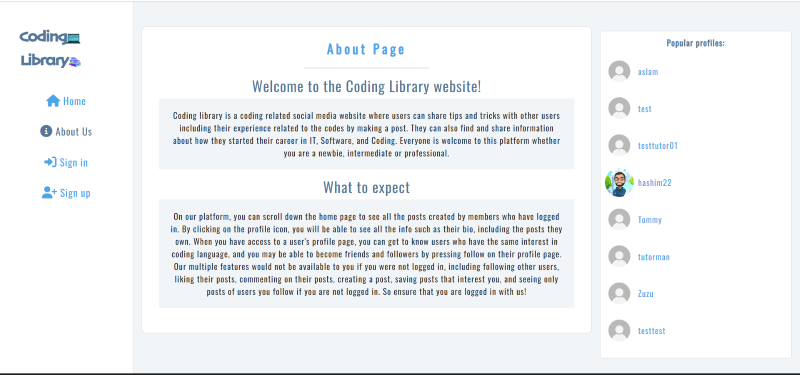 Coding
Library
Home
About Us
Sign in
Sign up
About Page
Welcome to the Coding Library website!
Coding library is a coding related social media website where users can share tips and tricks with other users
including their experience related to the codes by making a post. They can also find and share information
about how they started their career in IT, Software, and Coding. Everyone is welcome to this platform whether
you are a newbie, intermediate or professional.
What to expect
On our platform, you can scroll down the home page to see all the posts created by members who have logged
in. By clicking on the profile icon, you will be able to see all the info such as their bio, including the posts they
own. When you have access to a user's profile page, you can get to know users who have the same interest in
coding language, and you may be able to become friends and followers by pressing follow on their profile page.
Our multiple features would not be available to you if you were not logged in, including following other users,
liking their posts, commenting on their posts, creating a post, saving posts that interest you, and seeing only
posts of users you follow if you are not logged in. So ensure that you are logged in with us!
Popular profiles:
aslam
test
testtutor01
hashim22
Tommy
tutorman
Zuzu
testtest